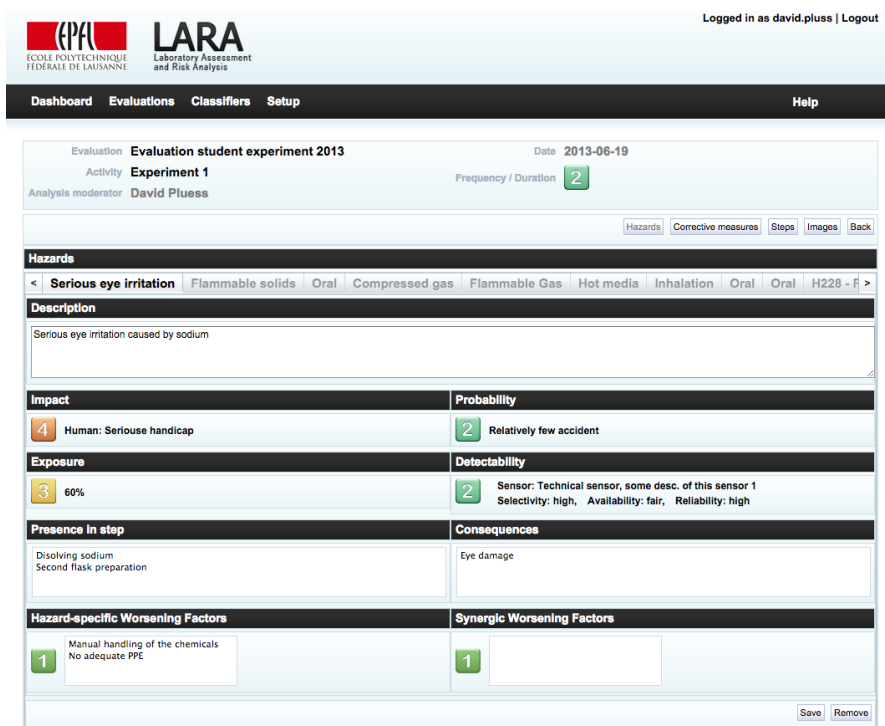 Logged in as david.pluss | Logout
EPFL
ÉCOLE POLYTECHNIQUE
FÉDÉRALE DE LAUSANNE
LARA
Laboratory Assessment
and Risk Analysis
Dashboard Evaluations Classifiers Setup Help
Evaluation Evaluation student experiment 2013 Date 2013-06-19
Activity Experiment 1 Frequency / Duration 2
Analysis moderator David Pluess
Hazards Corrective measures Steps Images Back
Hazards
< Serious eye irritation Flammable solids Oral Compressed gas Flammable Gas Hot media Inhalation Oral Oral H228 - F >
Description
Serious eye irritation caused by sodium
Impact Probability
4 Human: Seriouse handicap 2 Relatively few accident
Exposure Detectability
3 60% 2 Sensor: Technical sensor, some desc. of this sensor 1
Selectivity: high, Availability: fair, Reliability: high
Presence in step Consequences
Disolving sodium Eye damage
Second flask preparation
Hazard-specific Worsening Factors Synergic Worsening Factors
1 Manual handling of the chemicals 1
No adequate PPE
Save Remove